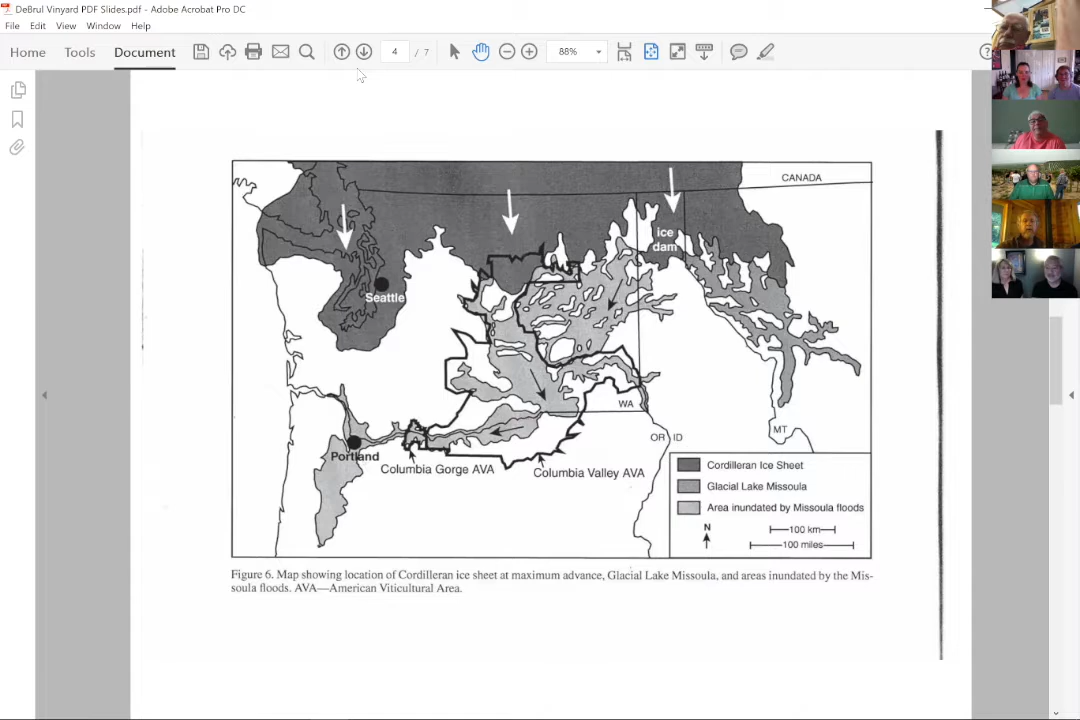 DeBrul Vinyard PDF Slides.pdf - Adobe Acrobat Pro DC
File Edit View Window Help
Home Tools Document 4 / 7 88%
CANADA
ice
dam
Seattle
WA
OR ID
MT
Portland
Columbia Gorge AVA
Columbia Valley AVA
Cordilleran Ice Sheet
Glacial Lake Missoula
Area inundated by Missoula floods
N
100 km
100 miles
Figure 6. Map showing location of Cordilleran ice sheet at maximum advance, Glacial Lake Missoula, and areas inundated by the Mis-
soula floods. AVA—American Viticultural Area.